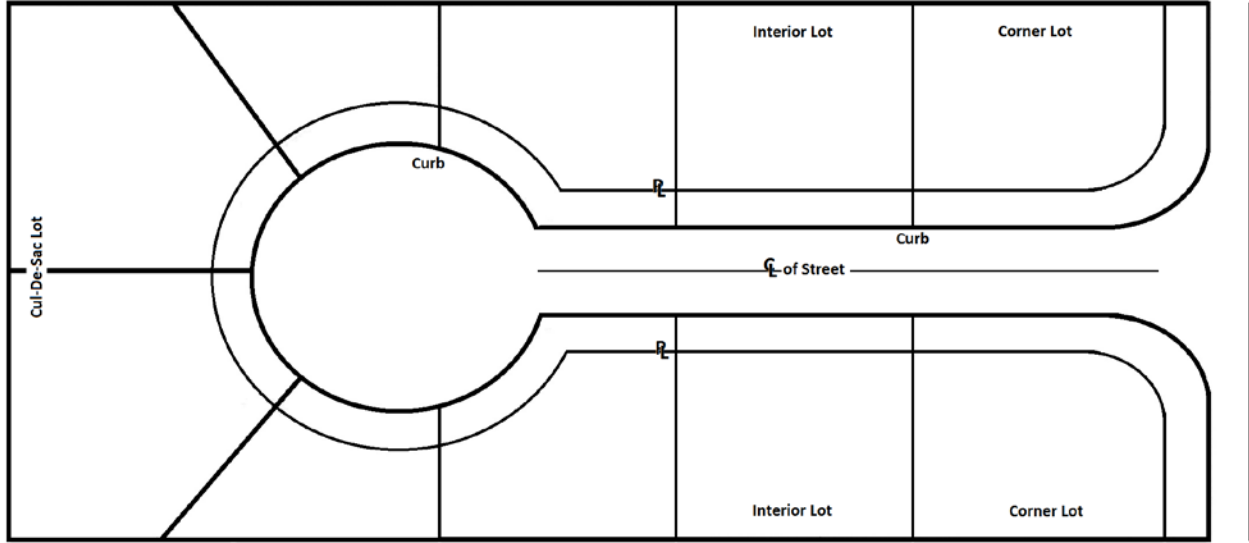 Interior Lot
Corner Lot
Curb
PL
Curb
Cul-De-Sac Lot
CL of Street
PL
Interior Lot
Corner Lot